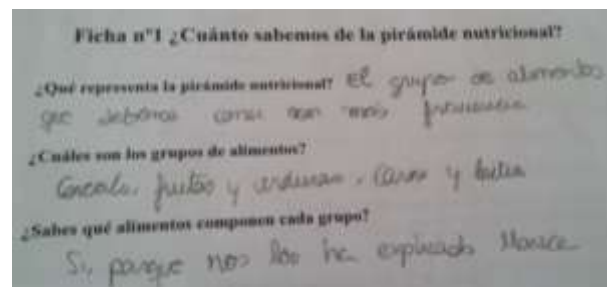 Ficha nº1 ¿Cuánto sabemos de la pirámide nutricional?
¿Qué representa la pirámide nutricional? El grupo de alimentos
que debemos comer con más frecuencia
¿Cuáles son los grupos de alimentos?
Cereales, frutas y verduras, carne y
¿Sabes qué alimentos componen cada grupo?
Si, porque nos los ha explicado